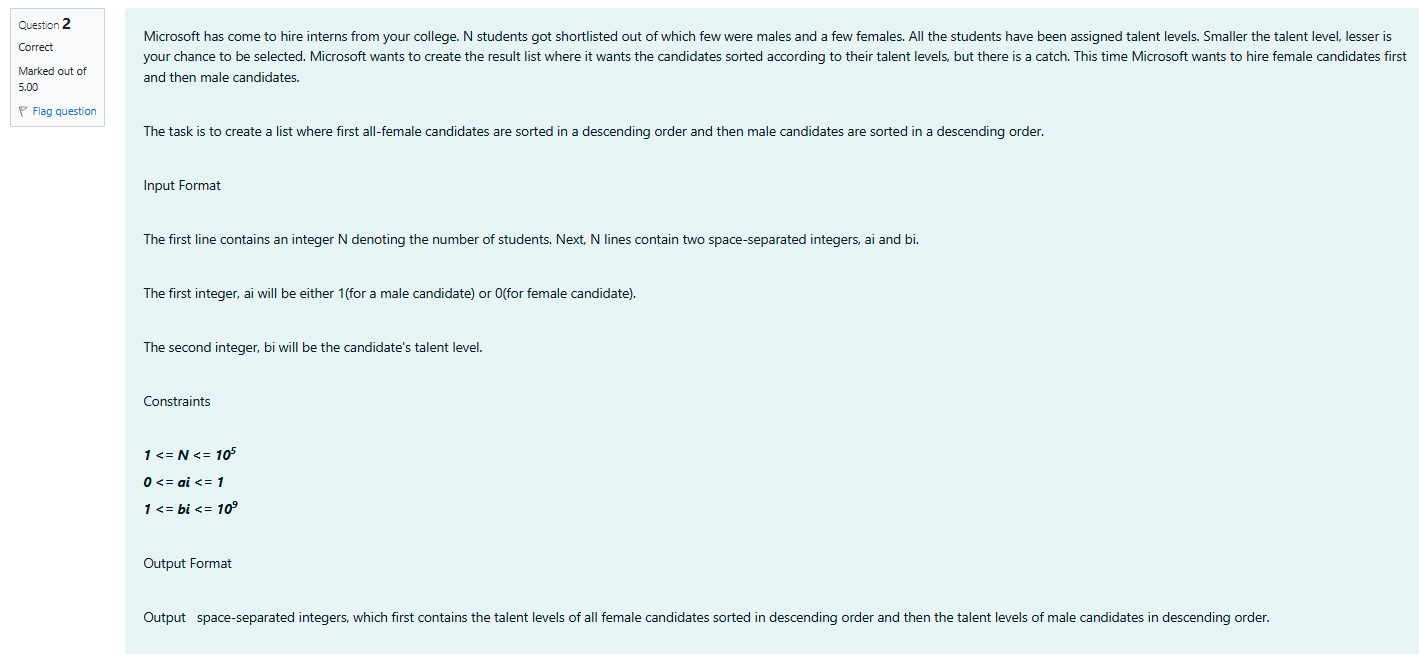 Question 2
Correct
Marked out of
5.00
Flag question
Microsoft has come to hire interns from your college. N students got shortlisted out of which few were males and a few females. All the students have been assigned talent levels. Smaller the talent level, lesser is
your chance to be selected. Microsoft wants to create the result list where it wants the candidates sorted according to their talent levels, but there is a catch. This time Microsoft wants to hire female candidates first
and then male candidates.
The task is to create a list where first all-female candidates are sorted in a descending order and then male candidates are sorted in a descending order.
Input Format
The first line contains an integer N denoting the number of students. Next, N lines contain two space-separated integers, ai and bi.
The first integer, ai will be either 1(for a male candidate) or 0(for female candidate).
The second integer, bi will be the candidate's talent level.
Constraints
1 <= N <= 10⁵
0 <= ai <= 1
1 <= bi <= 10⁹
Output Format
Output space-separated integers, which first contains the talent levels of all female candidates sorted in descending order and then the talent levels of male candidates in descending order.